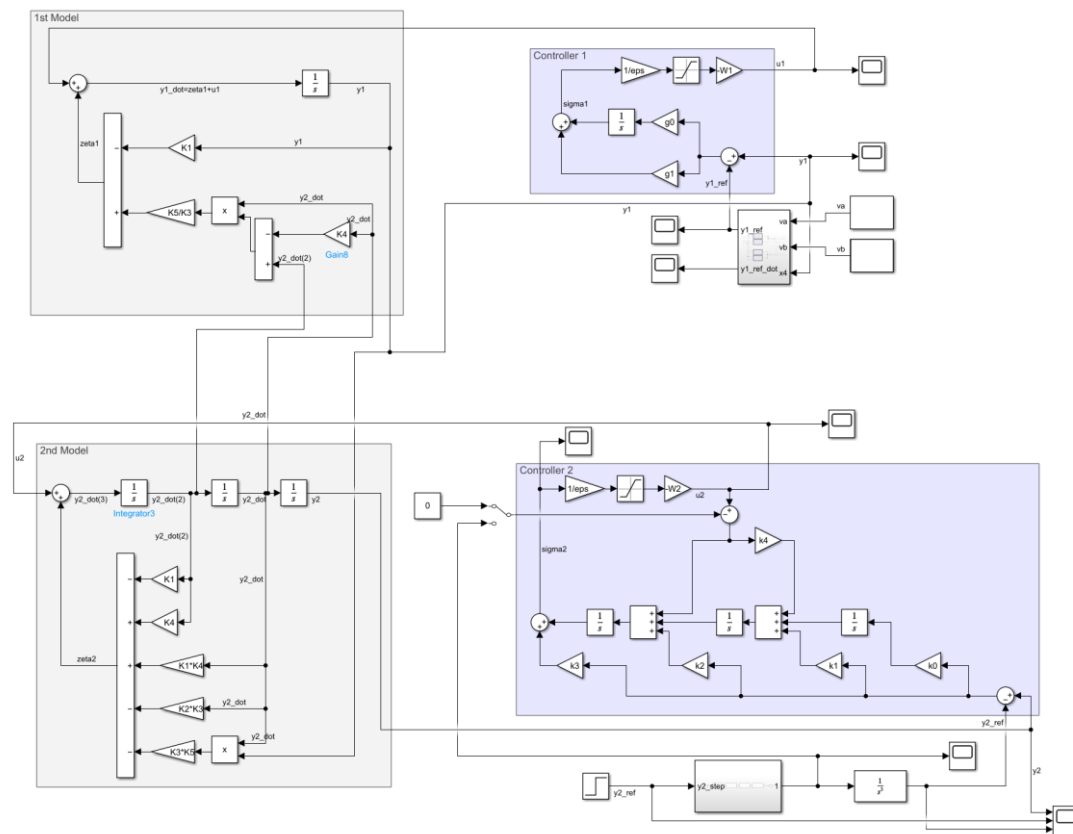 1st Model
y1_dot=zeta1+u1
1
s
y1
zeta1
K1
y1
K5/K3
x
y2_dot
y2_dot
K4
Gain8
y2_dot(2)
Controller 1
1/eps
-W1
u1
sigma1
1
s
g0
g1
y1
y1_ref
y1
va
vb
y1_ref
va
vb
y1_ref_dot
x4
y2_dot
u2
2nd Model
y2_dot(3)
1
s
y2_dot(2)
1
s
y2_dot
1
s
y2
Integrator3
y2_dot(2)
K1
K4
y2_dot
K1*K4
zeta2
K2*K3
y2_dot
y2_dot
K3*K5
x
Controller 2
1/eps
-W2
u2
0
k4
sigma2
1
s
1
s
1
s
k3
k2
k1
k0
y2_ref
y2
y2_ref
y2_step
1
1